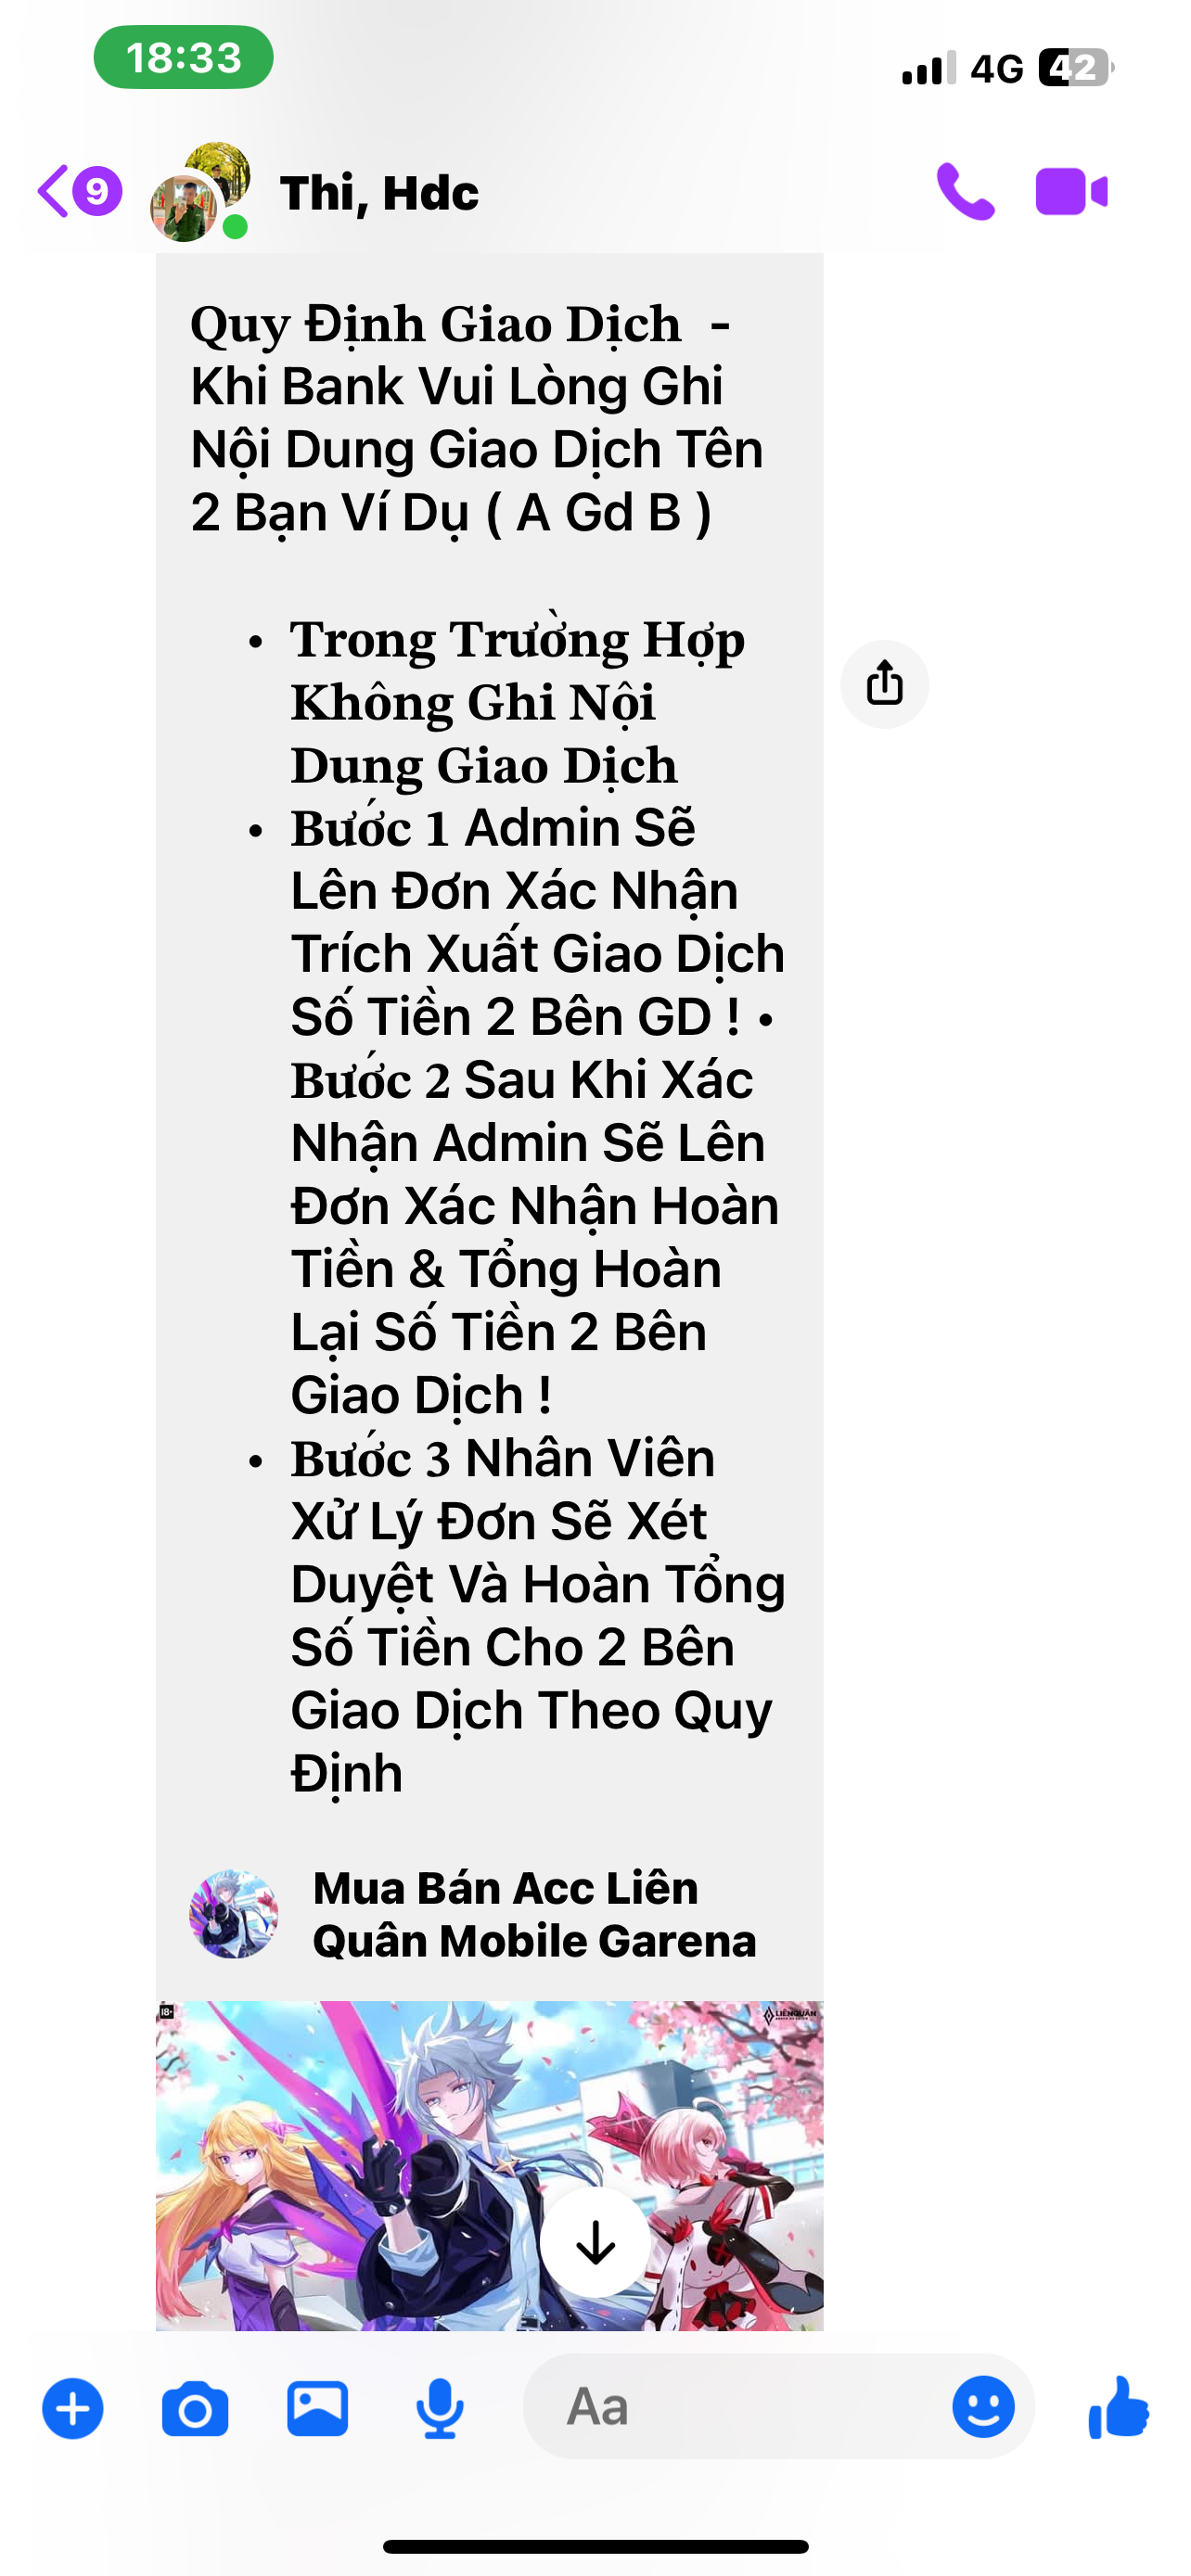 18:33
4G 42
9
Thi, Hdc
Quy Định Giao Dịch -
Khi Bank Vui Lòng Ghi
Nội Dung Giao Dịch Tên
2 Bạn Ví Dụ ( A Gd B )
• Trong Trường Hợp
Không Ghi Nội
Dung Giao Dịch
• Bước 1 Admin Sẽ
Lên Đơn Xác Nhận
Trích Xuất Giao Dịch
Số Tiền 2 Bên GD ! •
Bước 2 Sau Khi Xác
Nhận Admin Sẽ Lên
Đơn Xác Nhận Hoàn
Tiền & Tổng Hoàn
Lại Số Tiền 2 Bên
Giao Dịch !
• Bước 3 Nhân Viên
Xử Lý Đơn Sẽ Xét
Duyệt Và Hoàn Tổng
Số Tiền Cho 2 Bên
Giao Dịch Theo Quy
Định
Mua Bán Acc Liên
Quân Mobile Garena
18+
LIÊNQUÂN
Aa